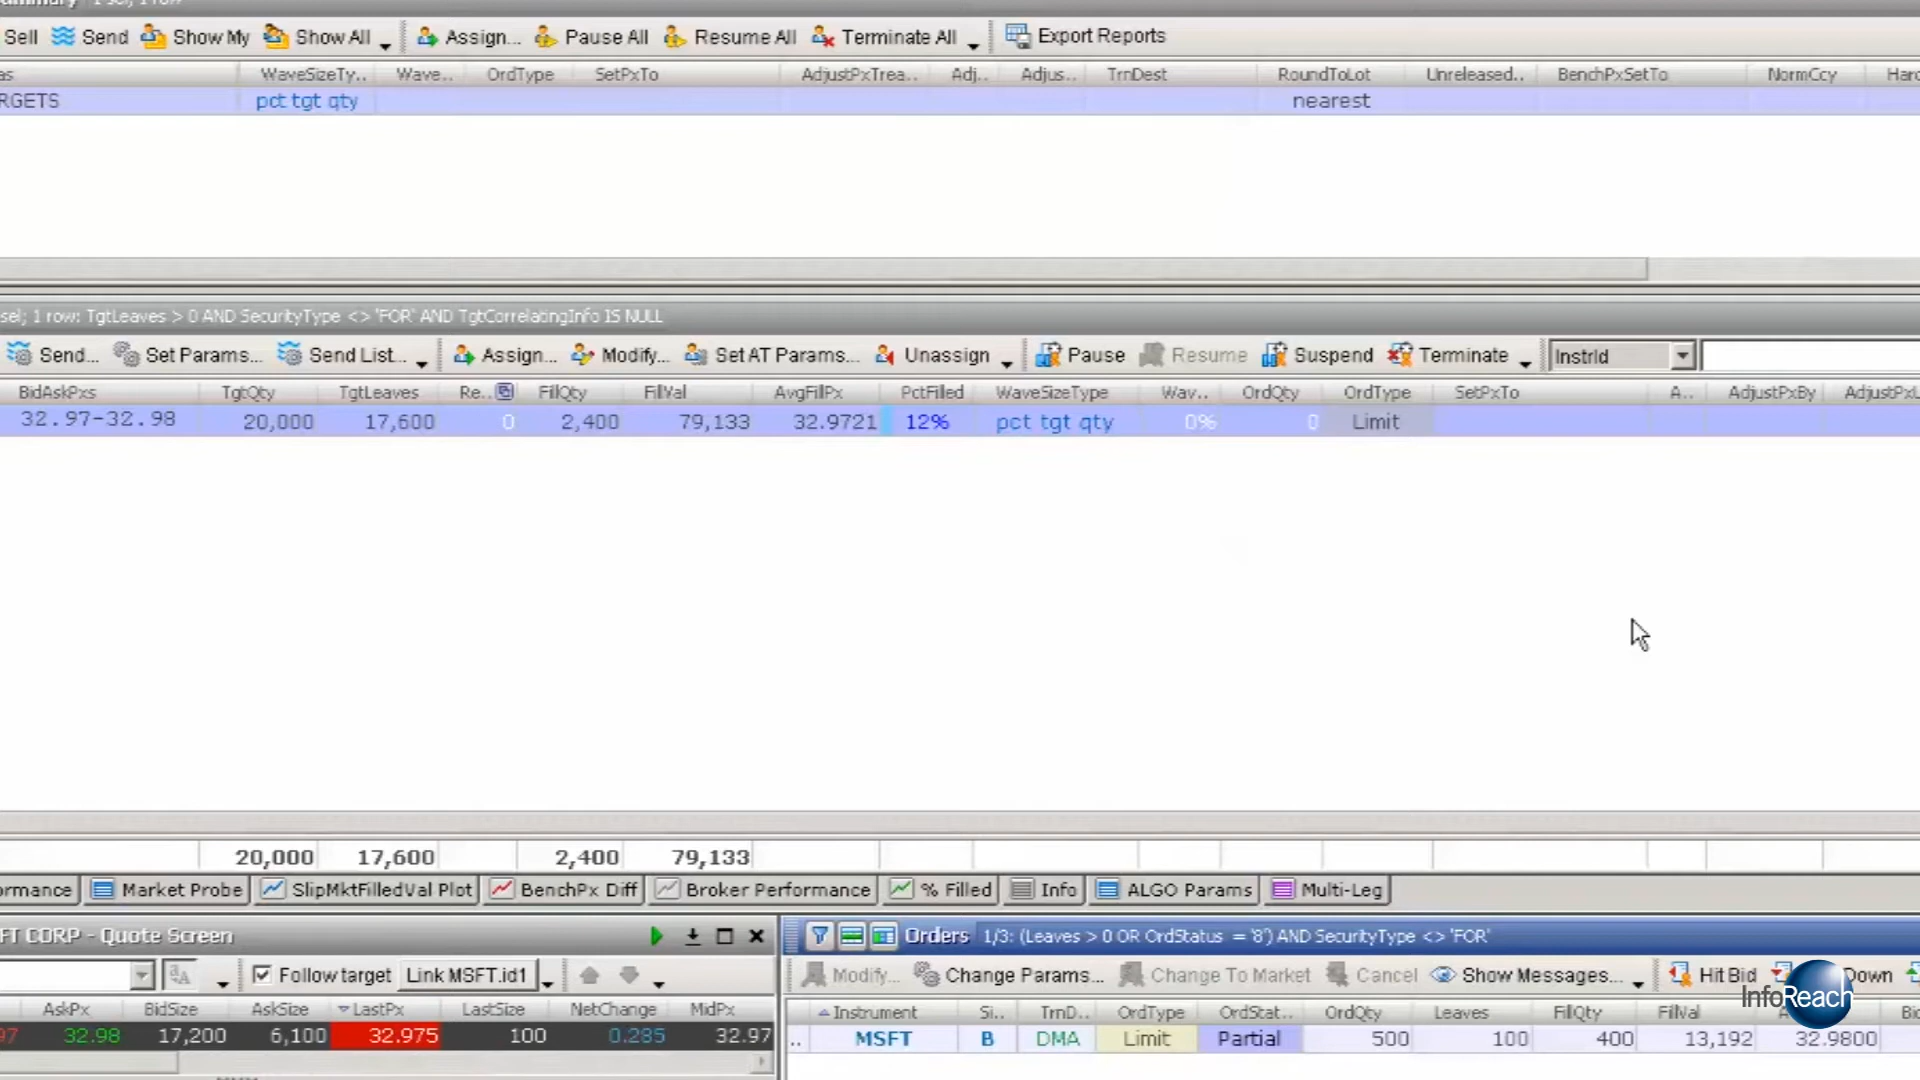 Sell Send Show My Show All Assign... Pause All Resume All Terminate All Export Reports
WaveSizeTy.. Wave.. OrdType SetPxTo AdjustPxTrea.. Adj.. Adjus.. TrnDest RoundToLot Unreleased.. BenchPxSetTo NormCcy
RGETS pct tgt qty nearest
sel; 1 row: TgtLeaves > 0 AND SecurityType <> 'FOR' AND TgtCorrelatingInfo IS NULL
Send... Set Params... Send List... Assign... Modify... Set AT Params... Unassign Pause Resume Suspend Terminate InstrId
BidAskPxs TgtQty TgtLeaves Re.. FillQty FillVal AvgFillPx PctFilled WaveSizeType Wav.. OrdQty OrdType SetPxTo A.. AdjustPxBy AdjustPxU
32.97-32.98 20,000 17,600 0 2,400 79,133 32.9721 12% pct tgt qty 0% 0 Limit
20,000 17,600 2,400 79,133
ormance Market Probe SlipMktFilledVal Plot BenchPx Diff Broker Performance % Filled Info ALGO Params Multi-Leg
FT CORP - Quote Screen
Follow target Link MSFT.id1
AskPx BidSize AskSize LastPx LastSize NetChange MidPx
97 32.98 17,200 6,100 32.975 100 0.285 32.97
Orders 1/3: (Leaves > 0 OR OrdStatus = '8') AND SecurityType <> 'FOR'
Modify... Change Params... Change To Market Cancel Show Messages... Hit Bid Down
InfoReach
Instrument Si.. TrnD.. OrdType OrdStat.. OrdQty Leaves FillQty FillVal
.. MSFT B DMA Limit Partial 500 100 400 13,192 32.9800